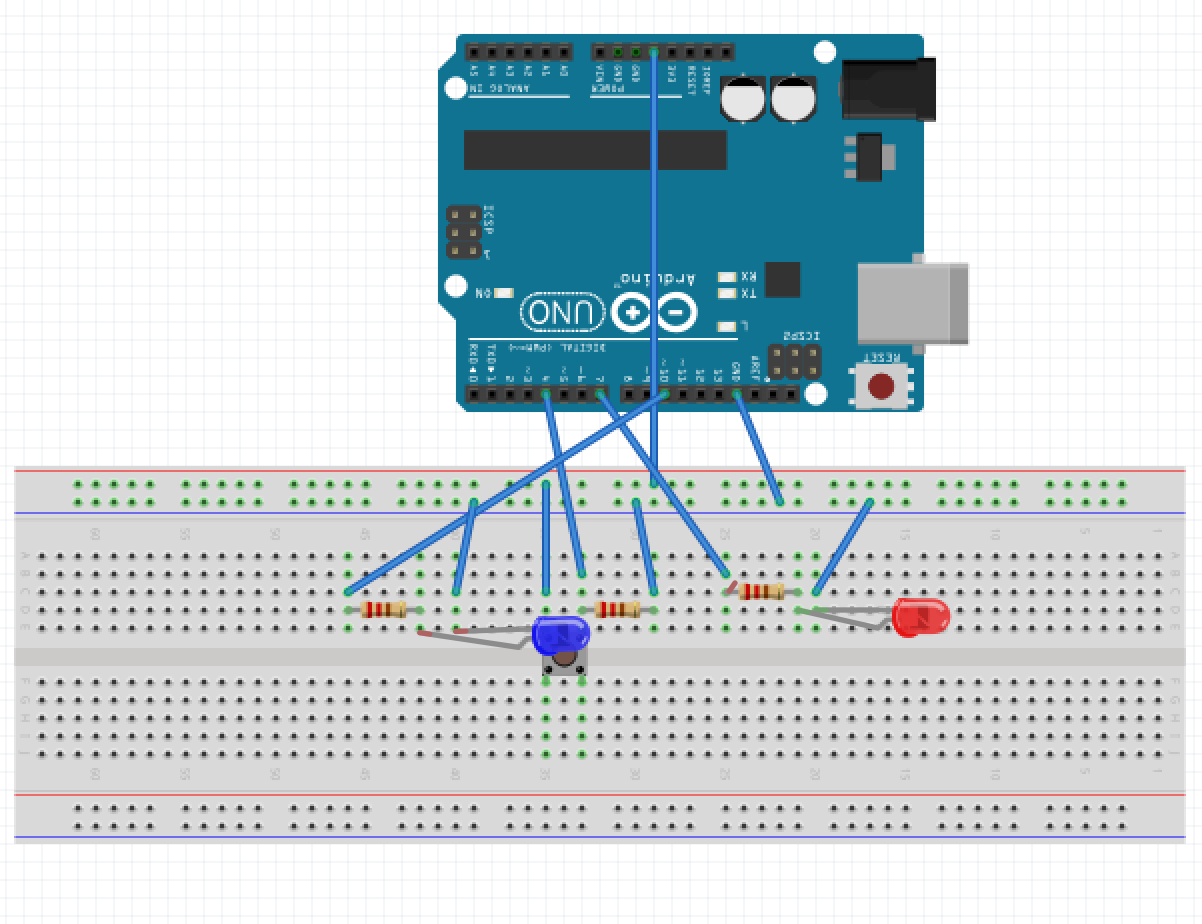 A5 A4 A3 A2 A1 A0 VIN GND GND 3V3 RESET IOREF
ANALOG IN POWER
ICSP
1
Arduino™ RX
ON UNO TX
L
DIGITAL (PWM=~) ICSP2
RX0◄0 TX0►1 2 ~3 4 ~5 ~6 7 8 ~9 ~10 ~11 12 13 GND AREF RESET
60 55 50 45 40 35 30 25 20 15 10 5 1
A A
B B
C C
D D
E E
F F
G G
H H
I I
J J
60 55 50 45 40 35 30 25 20 15 10 5 1